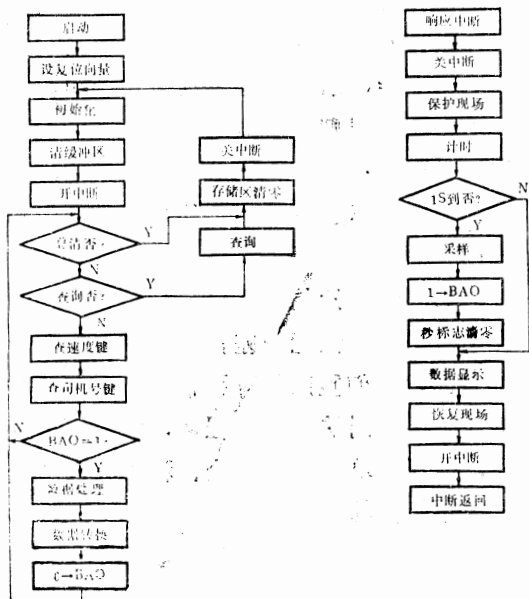 启动
设复位向量
初始化
清缓冲区
开中断
总清否?
Y
N
查询否?
Y
N
查速度键
查司机号键
N
BAO=1?
Y
数据处理
数据转换
0→BAO
关中断
存储区清零
查询
响应中断
关中断
保护现场
计时
1S到否?
N
Y
采样
1→BAO
秒标志清零
数据显示
恢复现场
开中断
中断返回